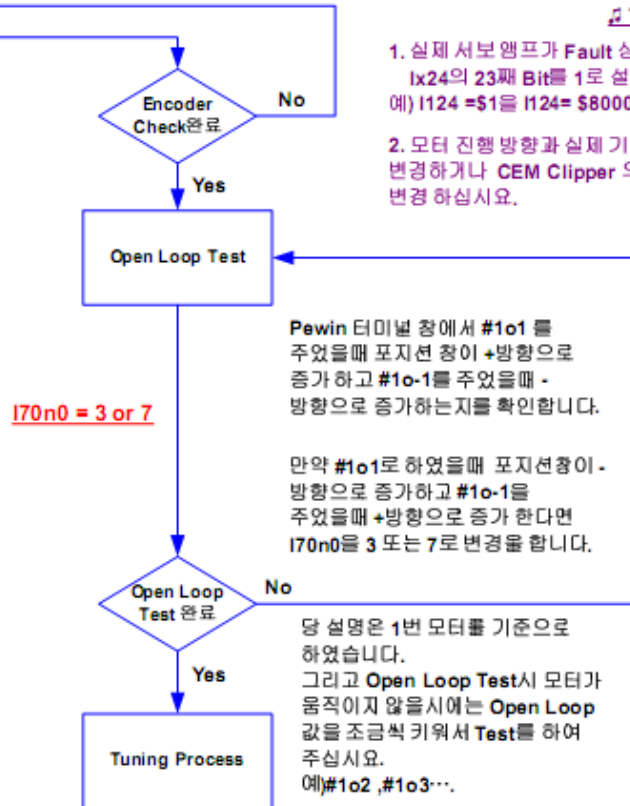 1. 실제 서보 앰프가 Fault
Ix24의 23째 Bit를 1로 설
예) I124 =$1을 I124= $8000
2. 모터 진행 방향과 실제 기
변경하거나 CEM Clipper
변경 하십시요.
Encoder
Check완료
No
Yes
Open Loop Test
Pewin 터미널 창에서 #1o1 를
주었을때 포지션 창이 +방향으로
증가 하고 #1o-1를 주었을때 -
방향으로 증가하는지를 확인합니다.
I70n0 = 3 or 7
만약 #1o1로 하였을때 포지션창이 -
방향으로 증가하고 #1o-1을
주었을때 +방향으로 증가 한다면
I70n0을 3 또는 7로 변경을 합니다.
Open Loop
Test 완료
No
Yes
당 설명은 1번 모터를 기준으로
하였습니다.
그리고 Open Loop Test시 모터가
움직이지 않을시에는 Open Loop
값을 조금씩 키워서 Test를 하여
주십시요.
예)#1o2 ,#1o3···.
Tuning Process